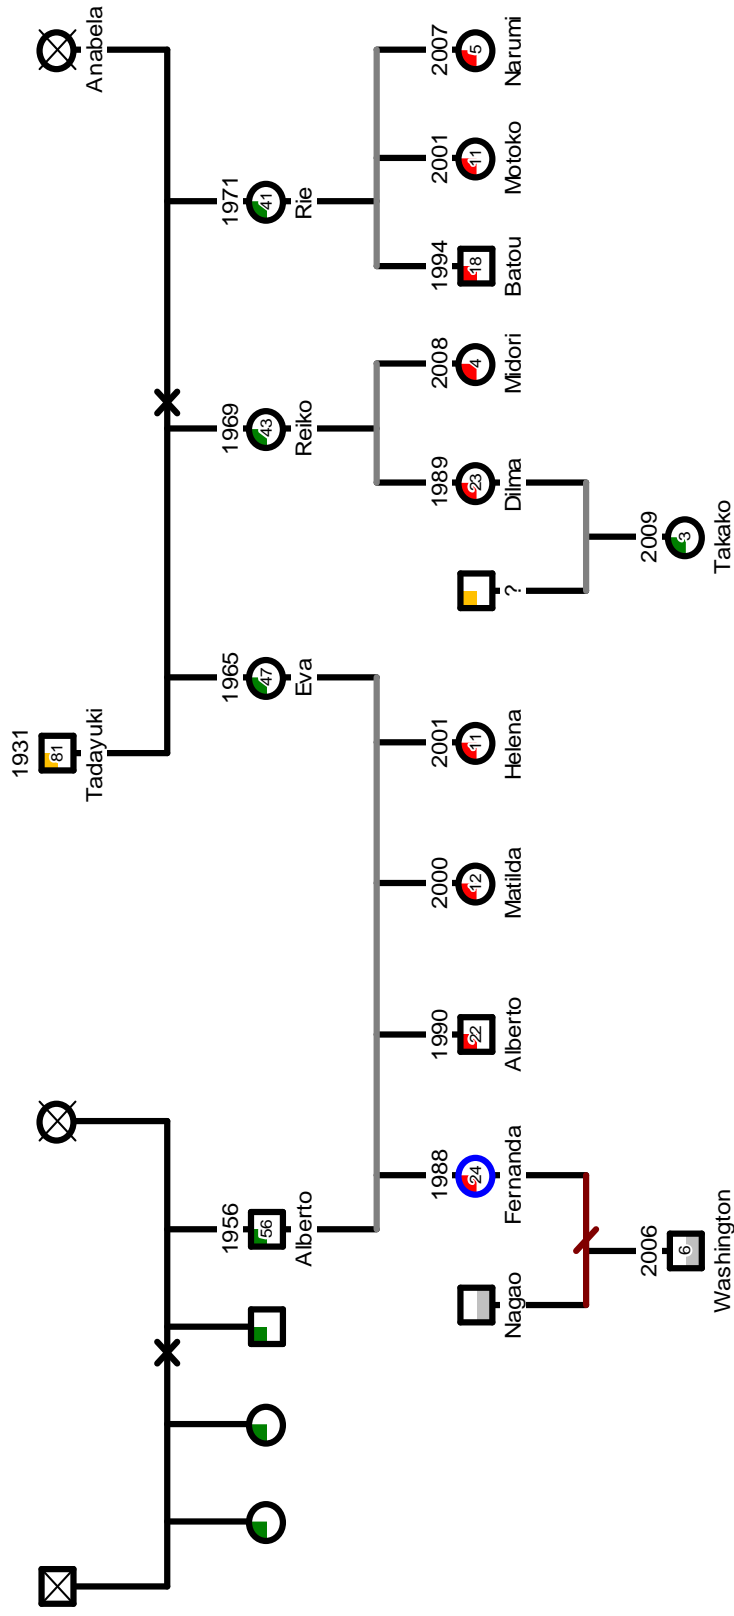 1931
81
Tadayuki
Anabela
1956
56
Alberto
1965
47
Eva
1969
43
Reiko
1971
41
Rie
Nagao
1988
24
Fernanda
1990
22
Alberto
2000
12
Matilda
2001
11
Helena
?
1989
23
Dilma
2008
4
Midori
1994
18
Batou
2001
11
Motoko
2007
5
Narumi
2006
6
Washington
2009
3
Takako